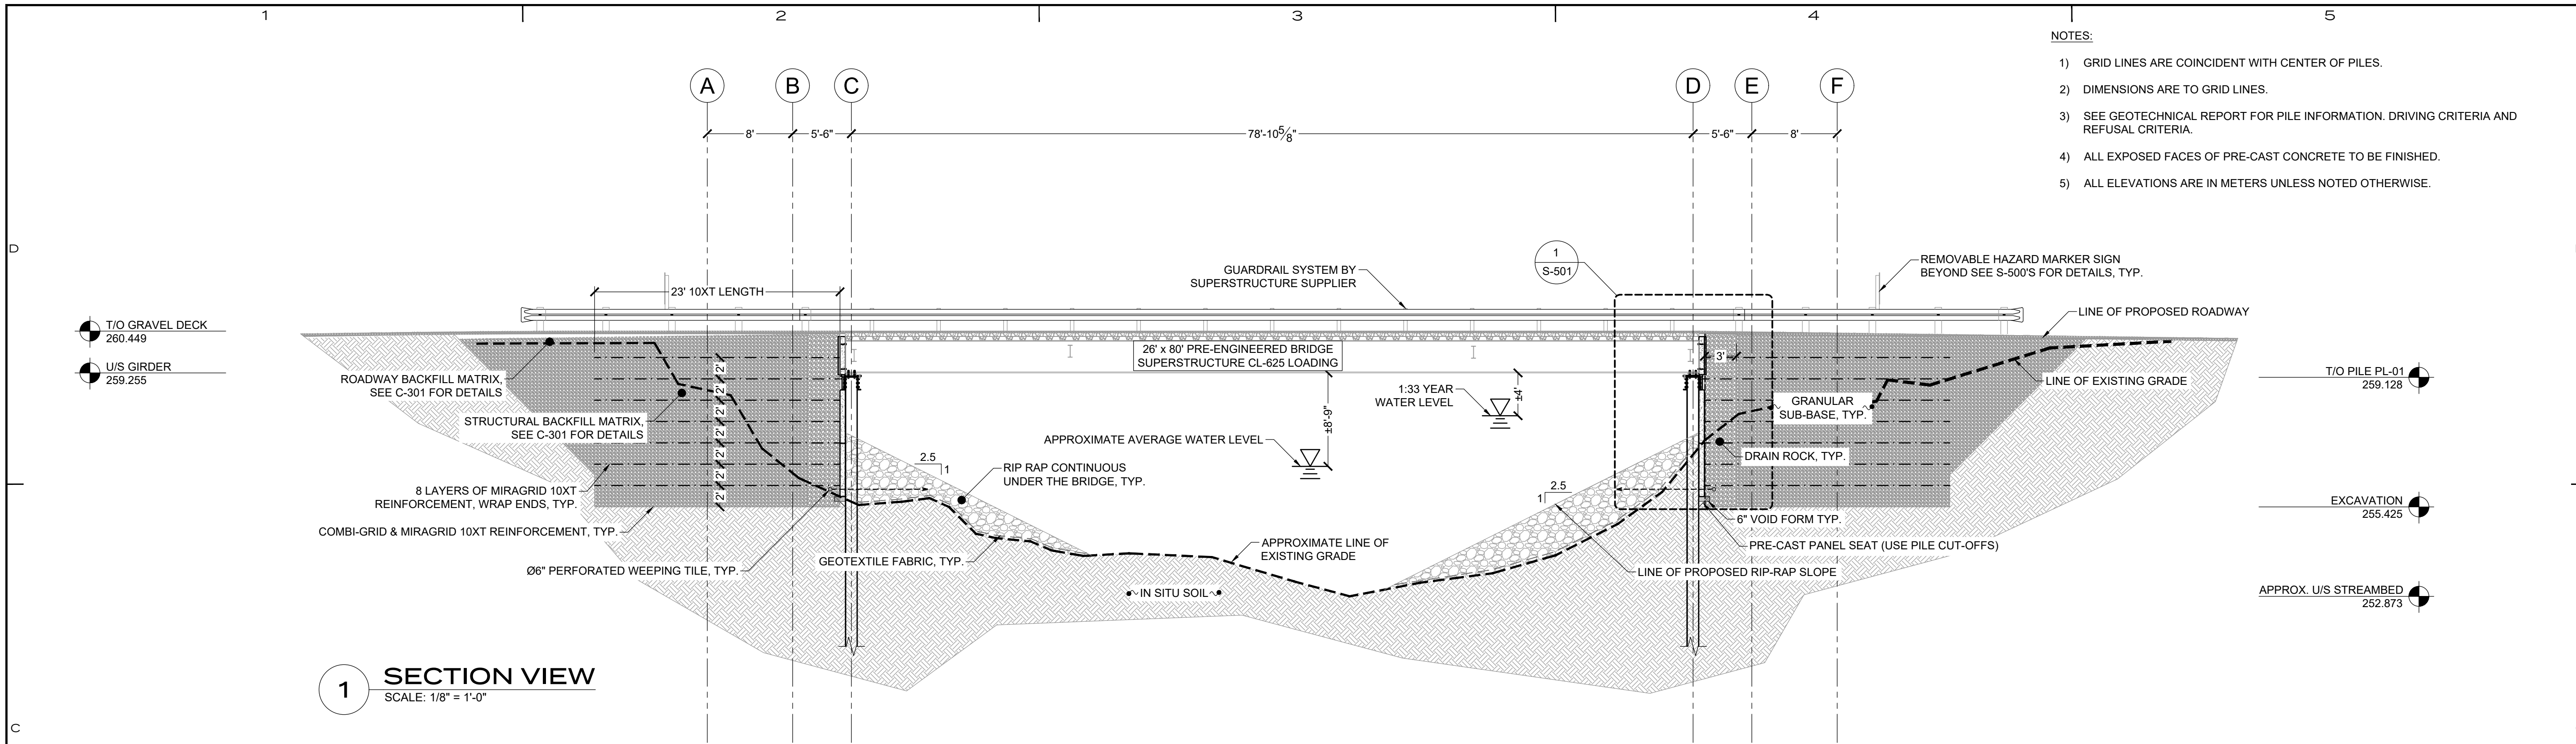 1 2 3 4 5
NOTES:
1) GRID LINES ARE COINCIDENT WITH CENTER OF PILES.
2) DIMENSIONS ARE TO GRID LINES.
3) SEE GEOTECHNICAL REPORT FOR PILE INFORMATION. DRIVING CRITERIA AND
REFUSAL CRITERIA.
4) ALL EXPOSED FACES OF PRE-CAST CONCRETE TO BE FINISHED.
5) ALL ELEVATIONS ARE IN METERS UNLESS NOTED OTHERWISE.
A B C D E F
8' 5'-6" 78'-10 5/8" 5'-6" 8'
D
1
S-501
GUARDRAIL SYSTEM BY
SUPERSTRUCTURE SUPPLIER
REMOVABLE HAZARD MARKER SIGN
BEYOND SEE S-500'S FOR DETAILS, TYP.
23' 10XT LENGTH
LINE OF PROPOSED ROADWAY
T/O GRAVEL DECK
260.449
U/S GIRDER
259.255
26' x 80' PRE-ENGINEERED BRIDGE
SUPERSTRUCTURE CL-625 LOADING
3'
T/O PILE PL-01
259.128
ROADWAY BACKFILL MATRIX,
SEE C-301 FOR DETAILS
2'
2'
2'
2'
2'
2'
2'
1:33 YEAR
WATER LEVEL
±4'
±8'-9"
LINE OF EXISTING GRADE
GRANULAR
SUB-BASE, TYP.
STRUCTURAL BACKFILL MATRIX,
SEE C-301 FOR DETAILS
APPROXIMATE AVERAGE WATER LEVEL
DRAIN ROCK, TYP.
2.5
1
RIP RAP CONTINUOUS
UNDER THE BRIDGE, TYP.
2.5
1
8 LAYERS OF MIRAGRID 10XT
REINFORCEMENT, WRAP ENDS, TYP.
EXCAVATION
255.425
6" VOID FORM TYP.
COMBI-GRID & MIRAGRID 10XT REINFORCEMENT, TYP.
PRE-CAST PANEL SEAT (USE PILE CUT-OFFS)
APPROXIMATE LINE OF
EXISTING GRADE
GEOTEXTILE FABRIC, TYP.
Ø6" PERFORATED WEEPING TILE, TYP.
LINE OF PROPOSED RIP-RAP SLOPE
IN SITU SOIL
APPROX. U/S STREAMBED
252.873
1 SECTION VIEW
SCALE: 1/8" = 1'-0"
C